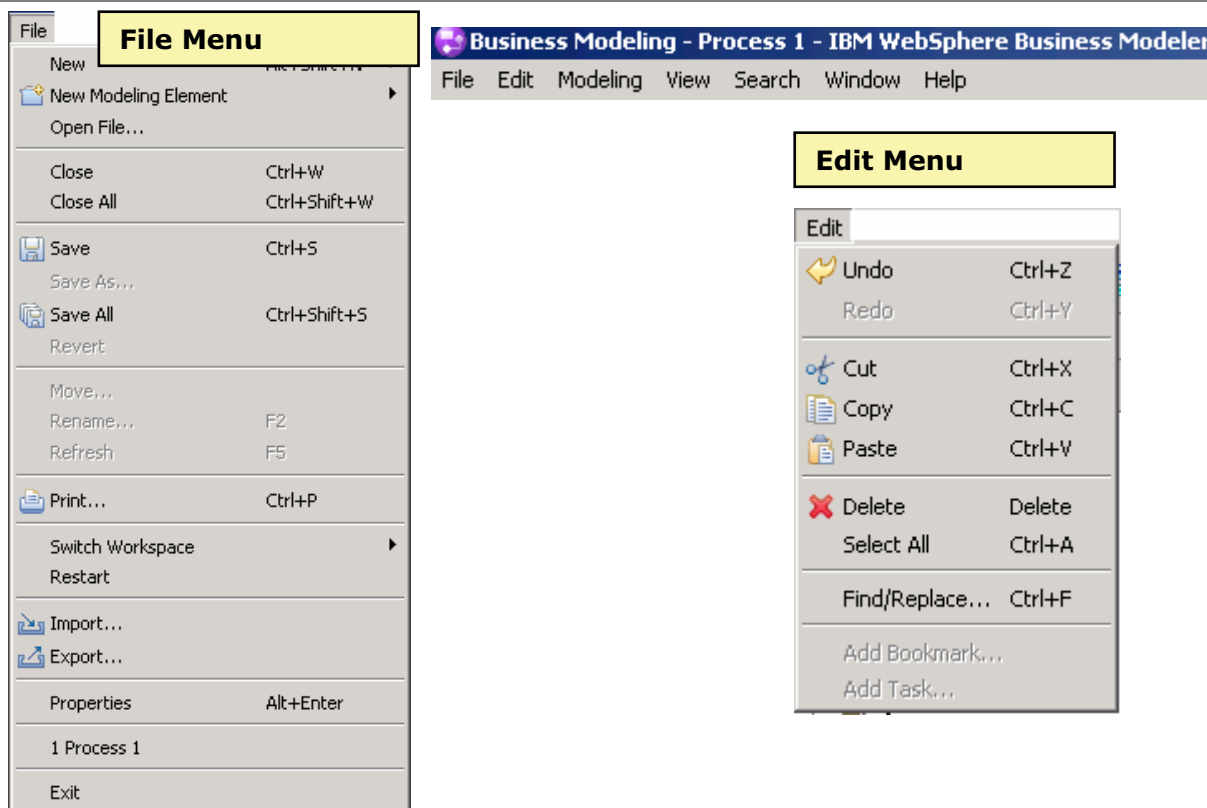 File
File Menu
New Alt+Shift+N
New Modeling Element
Open File...
Close Ctrl+W
Close All Ctrl+Shift+W
Save Ctrl+S
Save As...
Save All Ctrl+Shift+S
Revert
Move...
Rename... F2
Refresh F5
Print... Ctrl+P
Switch Workspace
Restart
Import...
Export...
Properties Alt+Enter
1 Process 1
Exit
Business Modeling - Process 1 - IBM WebSphere Business Modeler
File Edit Modeling View Search Window Help
Edit Menu
Edit
Undo Ctrl+Z
Redo Ctrl+Y
Cut Ctrl+X
Copy Ctrl+C
Paste Ctrl+V
Delete Delete
Select All Ctrl+A
Find/Replace... Ctrl+F
Add Bookmark...
Add Task...